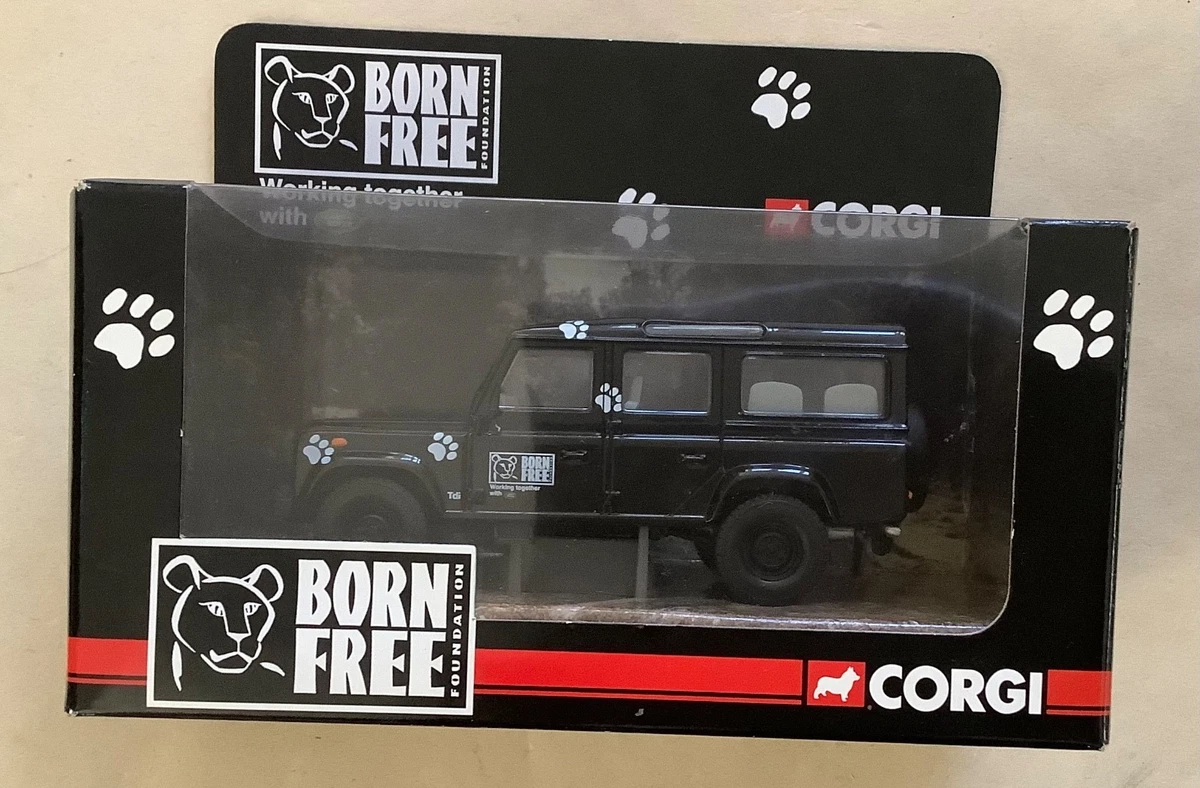 BORN
FREE
FOUNDATION
Working together
with
CORGI
BORN
FREE
Working together
with
Tdi
BORN
FREE
FOUNDATION
CORGI